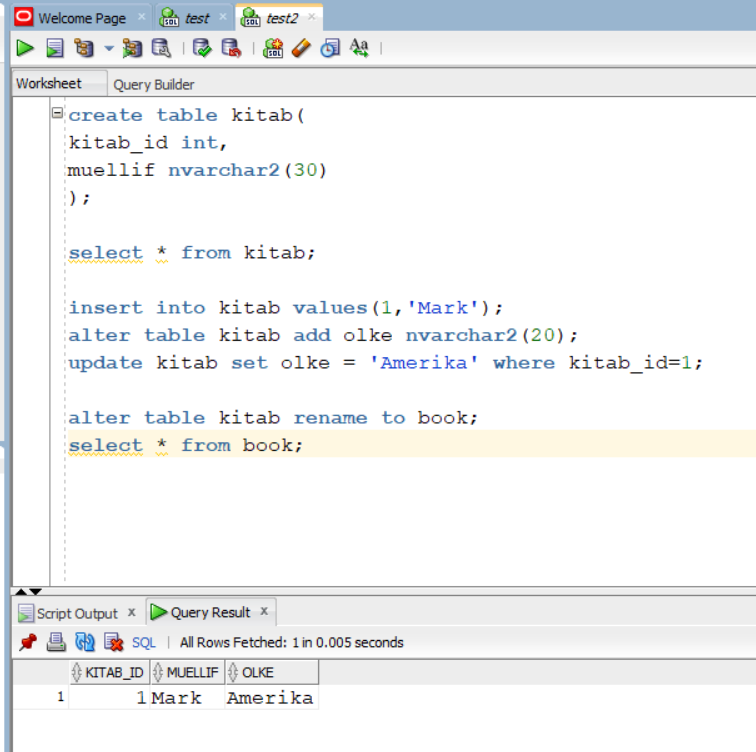 Welcome Page × test × test2 ×
Worksheet Query Builder
create table kitab(
kitab_id int,
muellif nvarchar2(30)
);
select * from kitab;
insert into kitab values(1,'Mark');
alter table kitab add olke nvarchar2(20);
update kitab set olke = 'Amerika' where kitab_id=1;
alter table kitab rename to book;
select * from book;
Script Output × Query Result ×
SQL | All Rows Fetched: 1 in 0.005 seconds
KITAB_ID MUELLIF OLKE
1 1 Mark Amerika